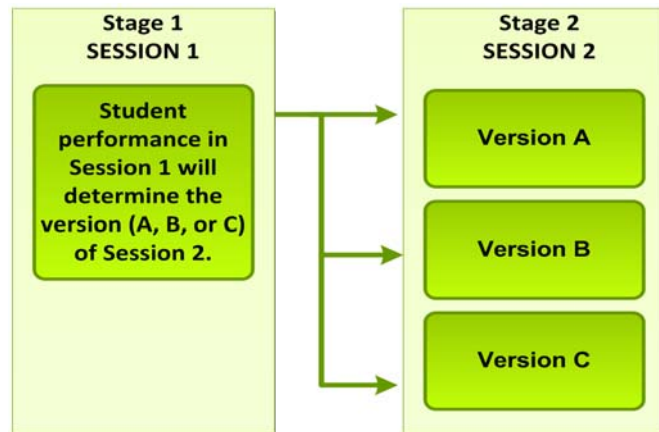 Stage 1
SESSION 1
Student
performance in
Session 1 will
determine the
version (A, B, or C)
of Session 2.
Stage 2
SESSION 2
Version A
Version B
Version C